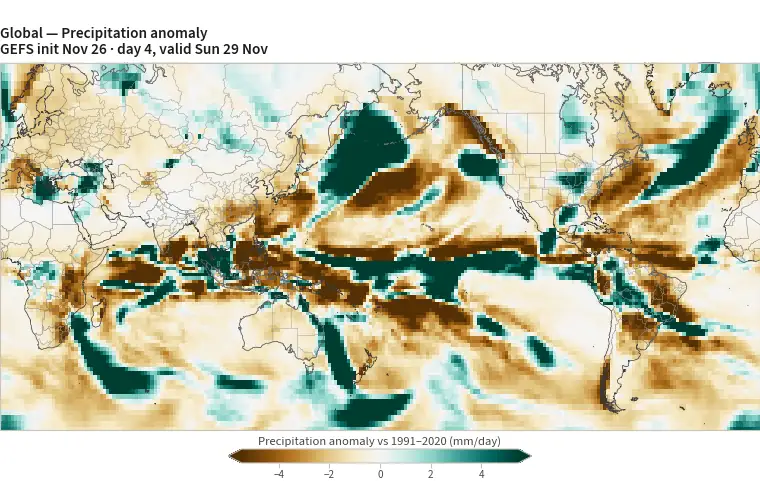 Global — Precipitation anomaly
GEFS init Nov 26 · day 4, valid Sun 29 Nov
Precipitation anomaly vs 1991–2020 (mm/day)
−4 −2 0 2 4